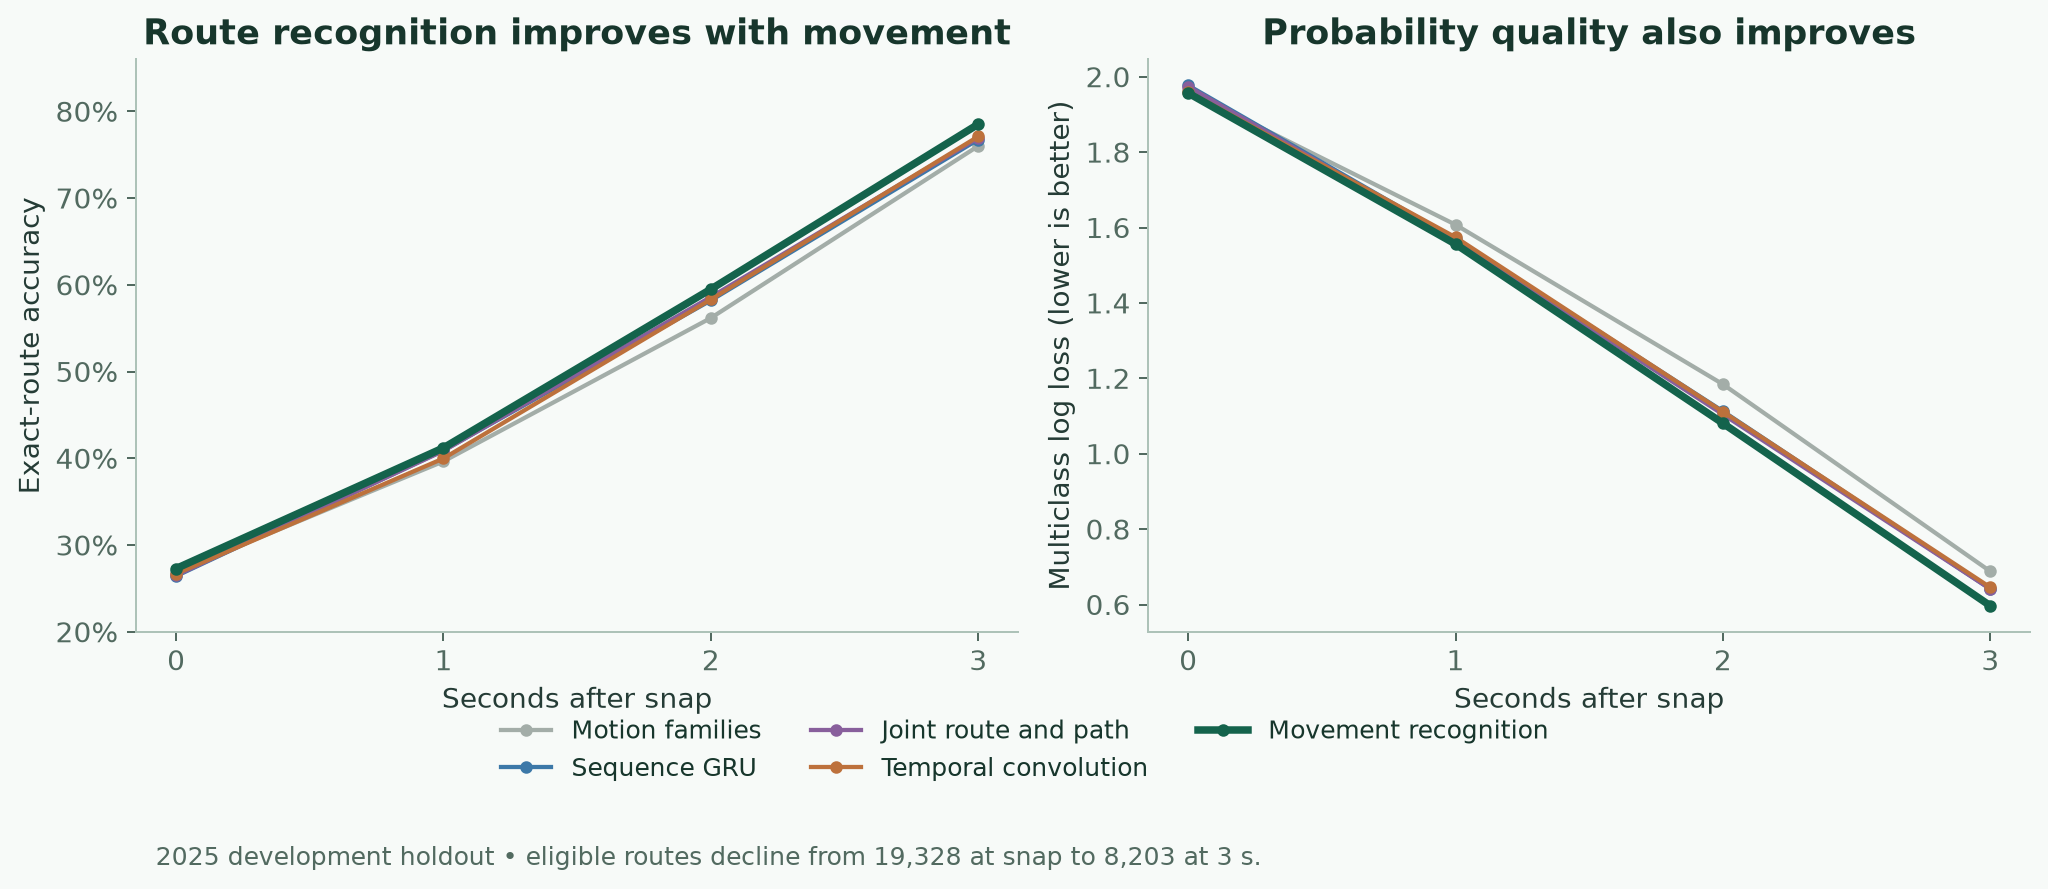 Route recognition improves with movement
Exact-route accuracy
80%
70%
60%
50%
40%
30%
20%
0 1 2 3
Seconds after snap
Probability quality also improves
Multiclass log loss (lower is better)
2.0
1.8
1.6
1.4
1.2
1.0
0.8
0.6
0 1 2 3
Seconds after snap
Motion families
Sequence GRU
Joint route and path
Temporal convolution
Movement recognition
2025 development holdout • eligible routes decline from 19,328 at snap to 8,203 at 3 s.